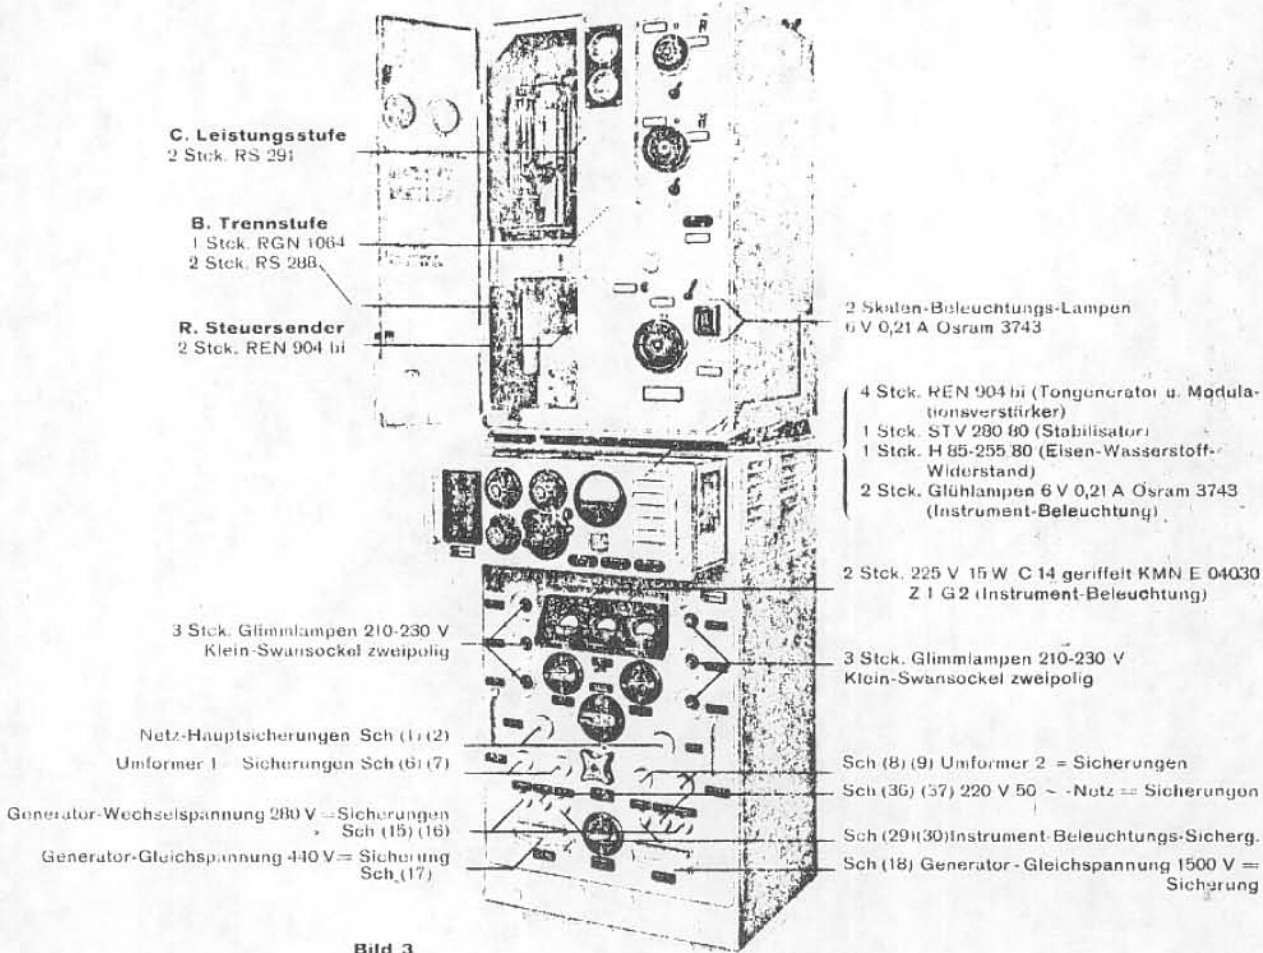 C. Leistungsstufe
2 Stck. RS 291
B. Trennstufe
1 Stck. RGN 1064
2 Stck. RS 288
R. Steuersender
2 Stck. REN 904 bi
3 Stck. Glimmlampen 210-230 V
Klein-Swansockel zweipolig
Netz-Hauptsicherungen Sch (1) (2)
Umformer 1 Sicherungen Sch (6) (7)
Generator-Wechselspannung 280 V = Sicherungen
Sch (15) (16)
Generator-Gleichspannung 440 V = Sicherung
Sch (17)
2 Skalen-Beleuchtungs-Lampen
6 V 0,21 A Osram 3743
4 Stck. REN 904 bi (Tongenerator u. Modula-
tionsverstärker)
1 Stck. STV 280 80 (Stabilisator)
1 Stck. H 85-255 80 (Eisen-Wasserstoff-
Widerstand)
2 Stck. Glühlampen 6 V 0,21 A Osram 3743
(Instrument-Beleuchtung)
2 Stck. 225 V 15 W C 14 geriffelt KMN E 04030
Z 1 G 2 (Instrument-Beleuchtung)
3 Stck. Glimmlampen 210-230 V
Klein-Swansockel zweipolig
Sch (8) (9) Umformer 2 = Sicherungen
Sch (36) (37) 220 V 50 ~ -Netz = Sicherungen
Sch (29) (30) Instrument Beleuchtungs-Sicherg.
Sch (18) Generator-Gleichspannung 1500 V =
Sicherung
Bild 3